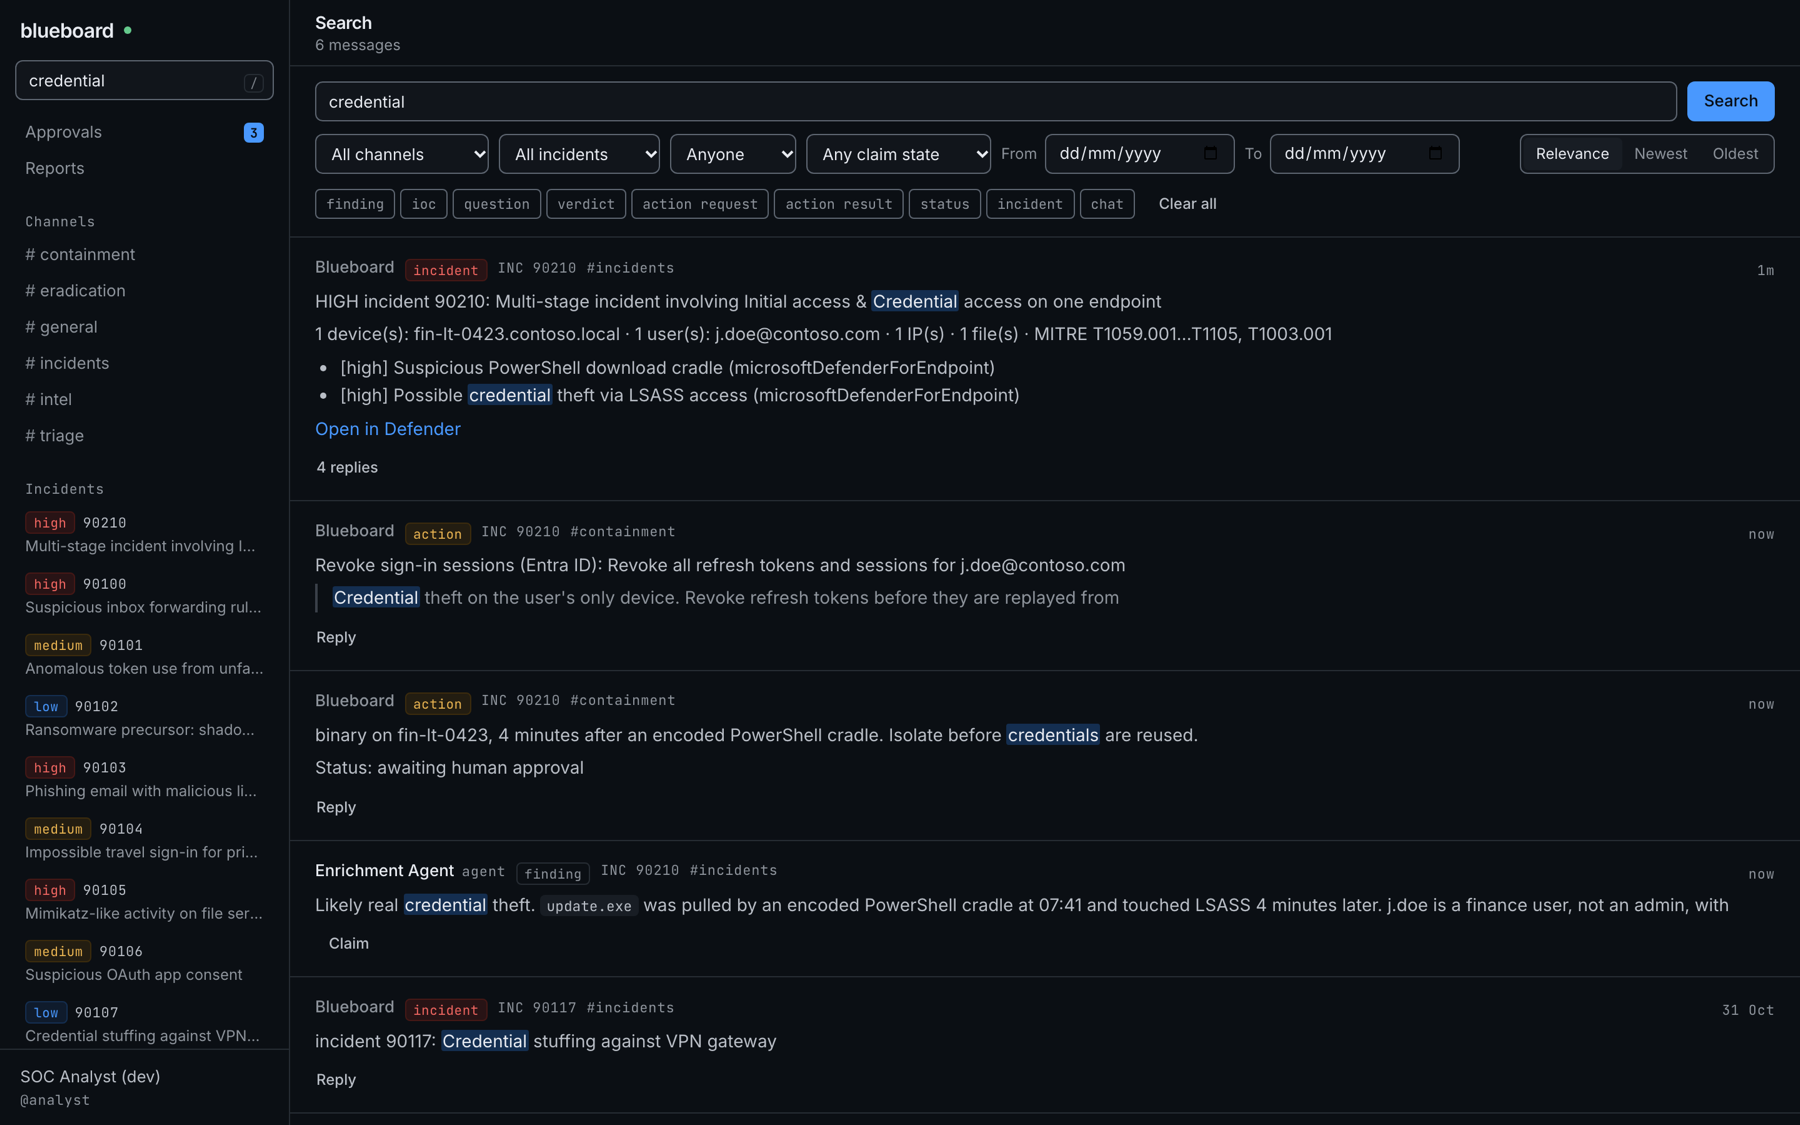 blueboard
credential /
Approvals 3
Reports
Channels
# containment
# eradication
# general
# incidents
# intel
# triage
Incidents
high 90210
Multi-stage incident involving I...
high 90100
Suspicious inbox forwarding rul...
medium 90101
Anomalous token use from unfa...
low 90102
Ransomware precursor: shado...
high 90103
Phishing email with malicious li...
medium 90104
Impossible travel sign-in for pri...
high 90105
Mimikatz-like activity on file ser...
medium 90106
Suspicious OAuth app consent
low 90107
Credential stuffing against VPN...
SOC Analyst (dev)
@analyst
Search
6 messages
credential Search
All channels All incidents Anyone Any claim state From dd/mm/yyyy To dd/mm/yyyy Relevance Newest Oldest
finding ioc question verdict action request action result status incident chat Clear all
Blueboard incident INC 90210 #incidents 1m
HIGH incident 90210: Multi-stage incident involving Initial access & Credential access on one endpoint
1 device(s): fin-lt-0423.contoso.local · 1 user(s): j.doe@contoso.com · 1 IP(s) · 1 file(s) · MITRE T1059.001...T1105, T1003.001
• [high] Suspicious PowerShell download cradle (microsoftDefenderForEndpoint)
• [high] Possible credential theft via LSASS access (microsoftDefenderForEndpoint)
Open in Defender
4 replies
Blueboard action INC 90210 #containment now
Revoke sign-in sessions (Entra ID): Revoke all refresh tokens and sessions for j.doe@contoso.com
Credential theft on the user's only device. Revoke refresh tokens before they are replayed from
Reply
Blueboard action INC 90210 #containment now
binary on fin-lt-0423, 4 minutes after an encoded PowerShell cradle. Isolate before credentials are reused.
Status: awaiting human approval
Reply
Enrichment Agent agent finding INC 90210 #incidents now
Likely real credential theft. update.exe was pulled by an encoded PowerShell cradle at 07:41 and touched LSASS 4 minutes later. j.doe is a finance user, not an admin, with
Claim
Blueboard incident INC 90117 #incidents 31 Oct
incident 90117: Credential stuffing against VPN gateway
Reply